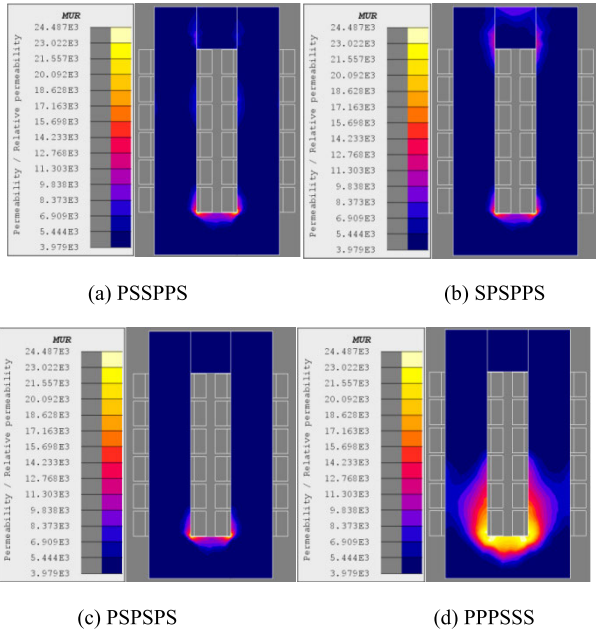 MUR
24.487E3
23.022E3
21.557E3
20.092E3
18.628E3
17.163E3
15.698E3
14.233E3
12.768E3
11.303E3
9.838E3
8.373E3
6.909E3
5.444E3
3.979E3
Permeability / Relative permeability
MUR
24.487E3
23.022E3
21.557E3
20.092E3
18.628E3
17.163E3
15.698E3
14.233E3
12.768E3
11.303E3
9.838E3
8.373E3
6.909E3
5.444E3
3.979E3
Permeability / Relative permeability
(a) PSSPPS
(b) SPSPPS
MUR
24.487E3
23.022E3
21.557E3
20.092E3
18.628E3
17.163E3
15.698E3
14.233E3
12.768E3
11.303E3
9.838E3
8.373E3
6.909E3
5.444E3
3.979E3
Permeability / Relative permeability
MUR
24.487E3
23.022E3
21.557E3
20.092E3
18.628E3
17.163E3
15.698E3
14.233E3
12.768E3
11.303E3
9.838E3
8.373E3
6.909E3
5.444E3
3.979E3
Permeability / Relative permeability
(c) PSPSPS
(d) PPPSSS